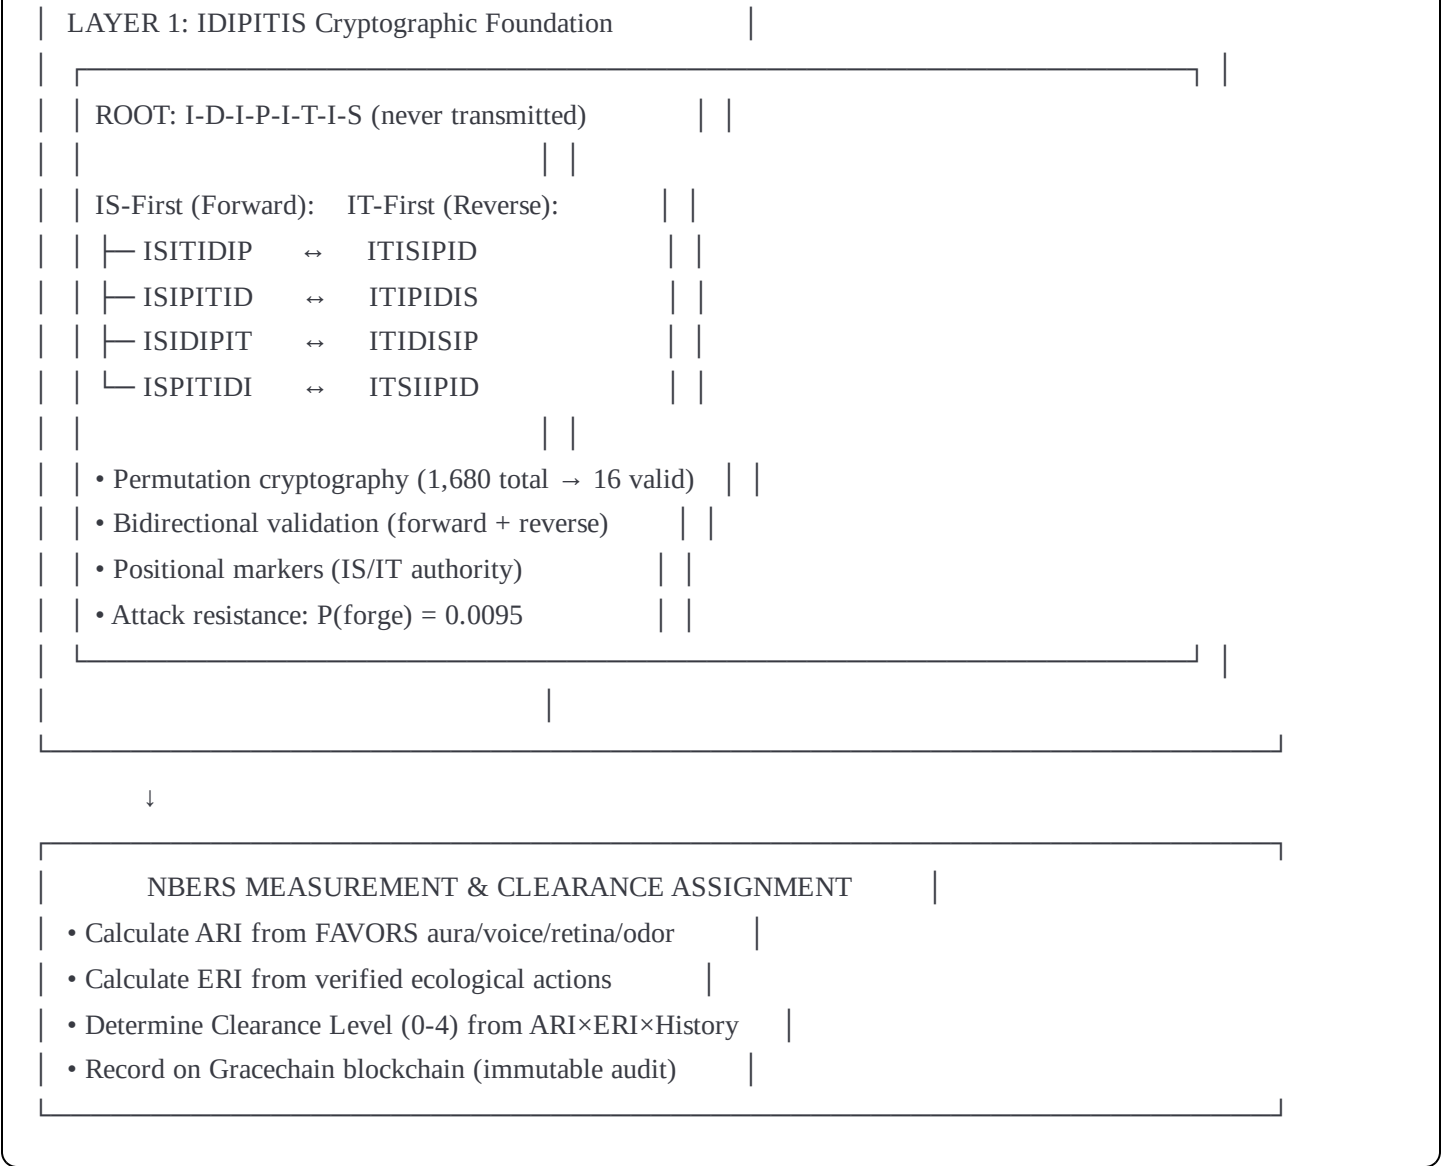 LAYER 1: IDIPITIS Cryptographic Foundation
ROOT: I-D-I-P-I-T-I-S (never transmitted)
IS-First (Forward): IT-First (Reverse):
├─ ISITIDIP ↔ ITISIPID
├─ ISIPITID ↔ ITIPIDIS
├─ ISIDIPIT ↔ ITIDISIP
└─ ISPITIDI ↔ ITSIIPID
• Permutation cryptography (1,680 total → 16 valid)
• Bidirectional validation (forward + reverse)
• Positional markers (IS/IT authority)
• Attack resistance: P(forge) = 0.0095
↓
NBERS MEASUREMENT & CLEARANCE ASSIGNMENT
• Calculate ARI from FAVORS aura/voice/retina/odor
• Calculate ERI from verified ecological actions
• Determine Clearance Level (0-4) from ARI×ERI×History
• Record on Gracechain blockchain (immutable audit)